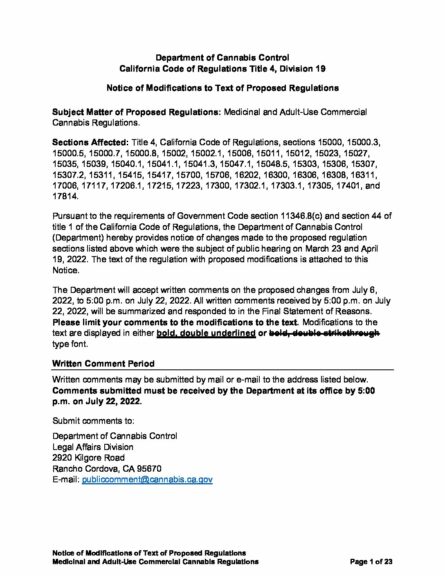 Department of Cannabis Control
California Code of Regulations Title 4, Division 19
Notice of Modifications to Text of Proposed Regulations
Subject Matter of Proposed Regulations: Medicinal and Adult-Use Commercial
Cannabis Regulations.
Sections Affected: Title 4, California Code of Regulations, sections 15000, 15000.3,
15000.5, 15000.7, 15000.8, 15002, 15002.1, 15006, 15011, 15012, 15023, 15027,
15035, 15039, 15040.1, 15041.1, 15041.3, 15047.1, 15048.5, 15303, 15306, 15307,
15307.2, 15311, 15415, 15417, 15700, 15706, 16202, 16300, 16306, 16308, 16311,
17006, 17117, 17206.1, 17215, 17223, 17300, 17302.1, 17303.1, 17305, 17401, and
17814.
Pursuant to the requirements of Government Code section 11346.8(c) and section 44 of
title 1 of the California Code of Regulations, the Department of Cannabis Control
(Department) hereby provides notice of changes made to the proposed regulation
sections listed above which were the subject of public hearing on March 23 and April
19, 2022. The text of the regulation with proposed modifications is attached to this
Notice.
The Department will accept written comments on the proposed changes from July 6,
2022, to 5:00 p.m. on July 22, 2022. All written comments received by 5:00 p.m. on July
22, 2022, will be summarized and responded to in the Final Statement of Reasons.
Please limit your comments to the modifications to the text. Modifications to the
text are displayed in either bold, double underlined or bold, double strikethrough
type font.
Written Comment Period
Written comments may be submitted by mail or e-mail to the address listed below.
Comments submitted must be received by the Department at its office by 5:00
p.m. on July 22, 2022.
Submit comments to:
Department of Cannabis Control
Legal Affairs Division
2920 Kilgore Road
Rancho Cordova, CA 95670
E-mail: publiccomment@cannabis.ca.gov
Notice of Modifications of Text of Proposed Regulations
Medicinal and Adult-Use Commercial Cannabis Regulations Page 1 of 23